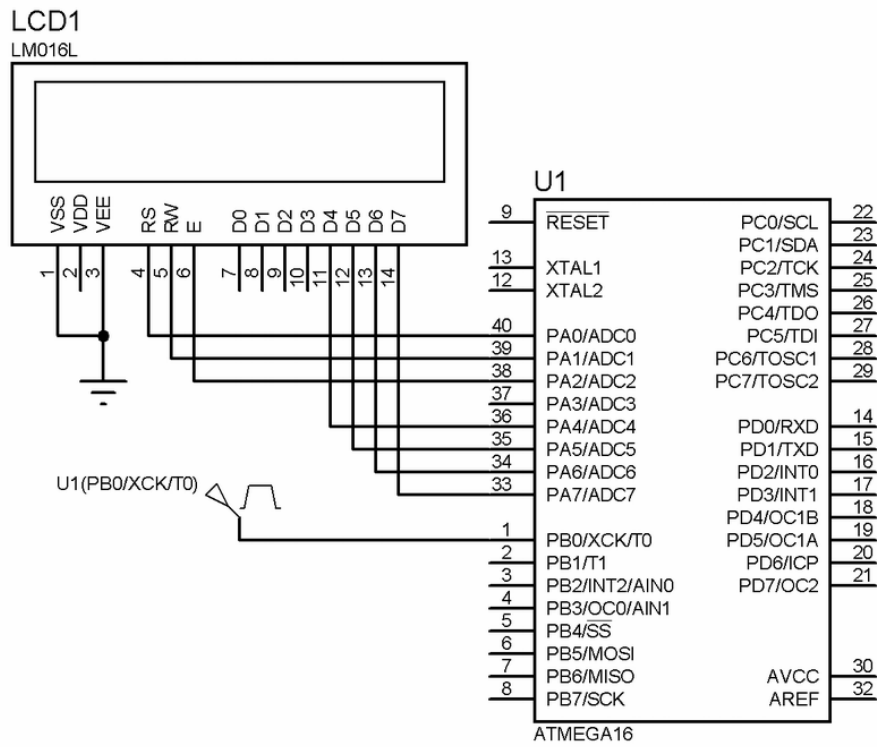 LCD1
LM016L
VSS VDD VEE RS RW E D0 D1 D2 D3 D4 D5 D6 D7
1 2 3 4 5 6 7 8 9 10 11 12 13 14
U1
9 RESET PC0/SCL 22
PC1/SDA 23
13 XTAL1 PC2/TCK 24
12 XTAL2 PC3/TMS 25
PC4/TDO 26
40 PA0/ADC0 PC5/TDI 27
39 PA1/ADC1 PC6/TOSC1 28
38 PA2/ADC2 PC7/TOSC2 29
37 PA3/ADC3
36 PA4/ADC4 PD0/RXD 14
35 PA5/ADC5 PD1/TXD 15
34 PA6/ADC6 PD2/INT0 16
33 PA7/ADC7 PD3/INT1 17
U1(PB0/XCK/T0)
PD4/OC1B 18
1 PB0/XCK/T0 PD5/OC1A 19
2 PB1/T1 PD6/ICP 20
3 PB2/INT2/AIN0 PD7/OC2 21
4 PB3/OC0/AIN1
5 PB4/SS
6 PB5/MOSI
7 PB6/MISO AVCC 30
8 PB7/SCK AREF 32
ATMEGA16